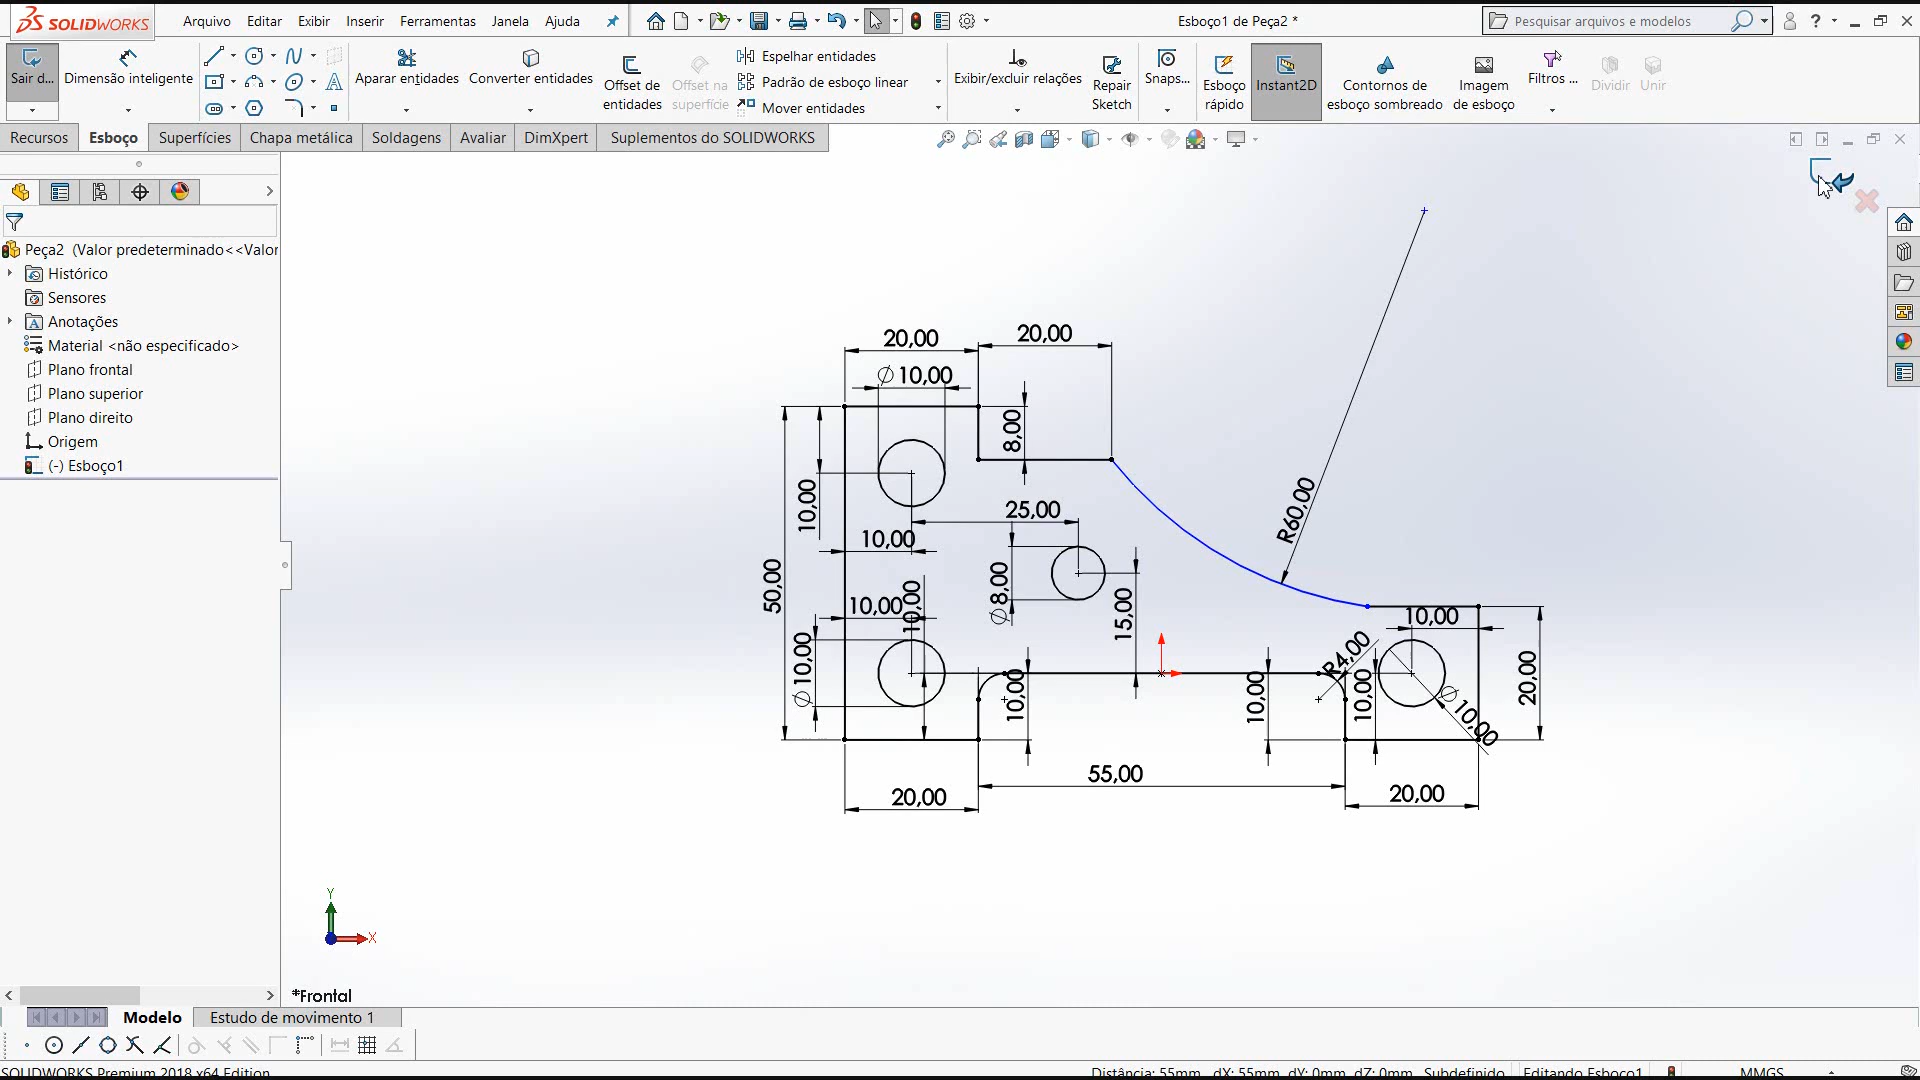 SOLIDWORKS
Arquivo Editar Exibir Inserir Ferramentas Janela Ajuda
Esboço1 de Peça2 *
Pesquisar arquivos e modelos
Sair d...
Dimensão inteligente
Aparar entidades
Converter entidades
Offset de entidades
Offset na superfície
Espelhar entidades
Padrão de esboço linear
Mover entidades
Exibir/excluir relações
Repair Sketch
Snaps...
Esboço rápido
Instant2D
Contornos de esboço sombreado
Imagem de esboço
Filtros ...
Dividir
Unir
Recursos Esboço Superfícies Chapa metálica Soldagens Avaliar DimXpert Suplementos do SOLIDWORKS
Peça2 (Valor predeterminado<<Valor
Histórico
Sensores
Anotações
Material <não especificado>
Plano frontal
Plano superior
Plano direito
Origem
(-) Esboço1
20,00
20,00
∅ 10,00
8,00
10,00
25,00
R60,00
10,00
50,00
∅ 8,00
10,00
10,00
15,00
10,00
∅ 10,00
R4,00
20,00
10,00
10,00
10,00
∅ 10,00
55,00
20,00
20,00
Y
X
*Frontal
Modelo
Estudo de movimento 1
SOLIDWORKS Premium 2018 x64 Edition
Distância: 55mm dX: 55mm dY: 0mm dZ: 0mm Subdefinido Editando Esboço1 MMGS